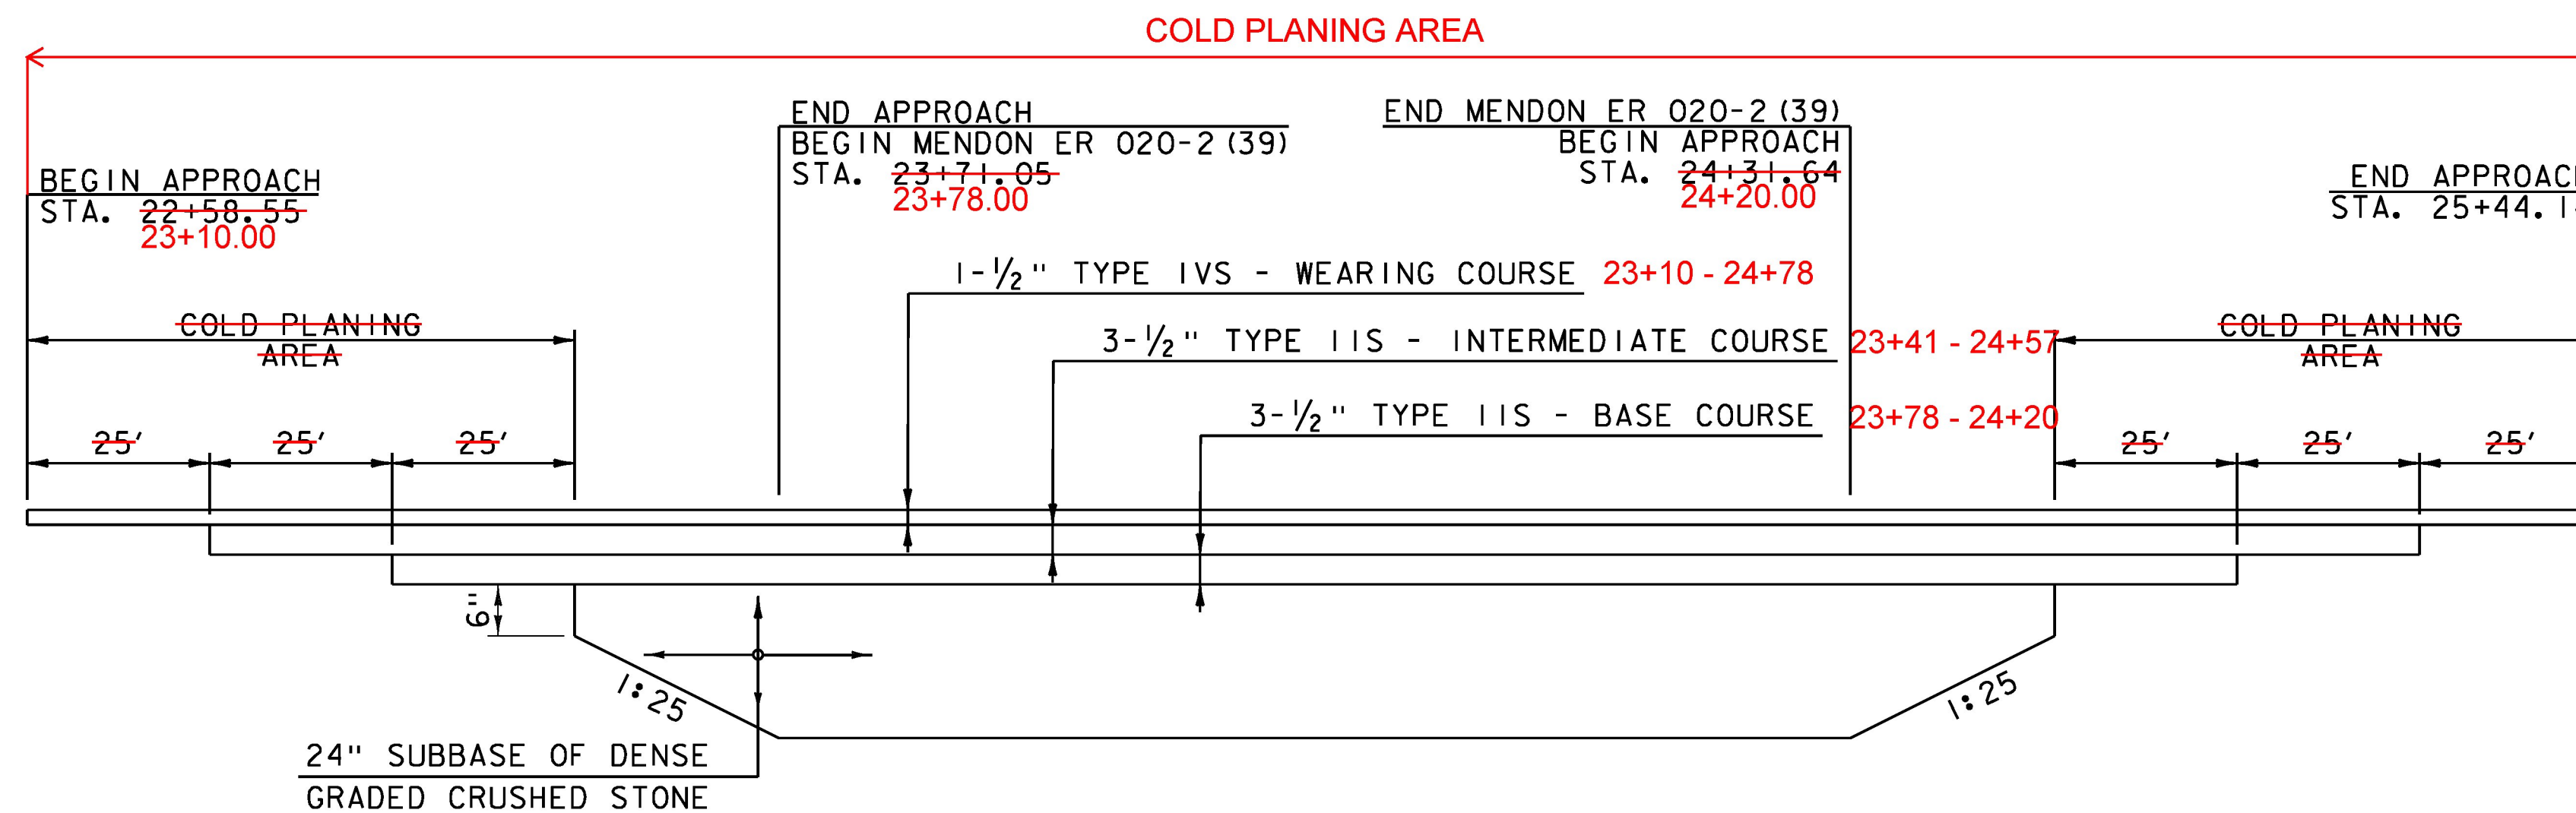 COLD PLANING AREA
END APPROACH
BEGIN MENDON ER 020-2 (39)
STA. 23+71.05
23+78.00
END MENDON ER 020-2 (39)
BEGIN APPROACH
STA. 24+31.64
24+20.00
BEGIN APPROACH
STA. 22+58.55
23+10.00
END APPROACH
STA. 25+44.1
1-1/2" TYPE IVS - WEARING COURSE 23+10 - 24+78
3-1/2" TYPE IIS - INTERMEDIATE COURSE 23+41 - 24+57
3-1/2" TYPE IIS - BASE COURSE 23+78 - 24+20
COLD PLANING
AREA
COLD PLANING
AREA
25' 25' 25'
25' 25' 25'
6"
1:25
1:25
24" SUBBASE OF DENSE
GRADED CRUSHED STONE